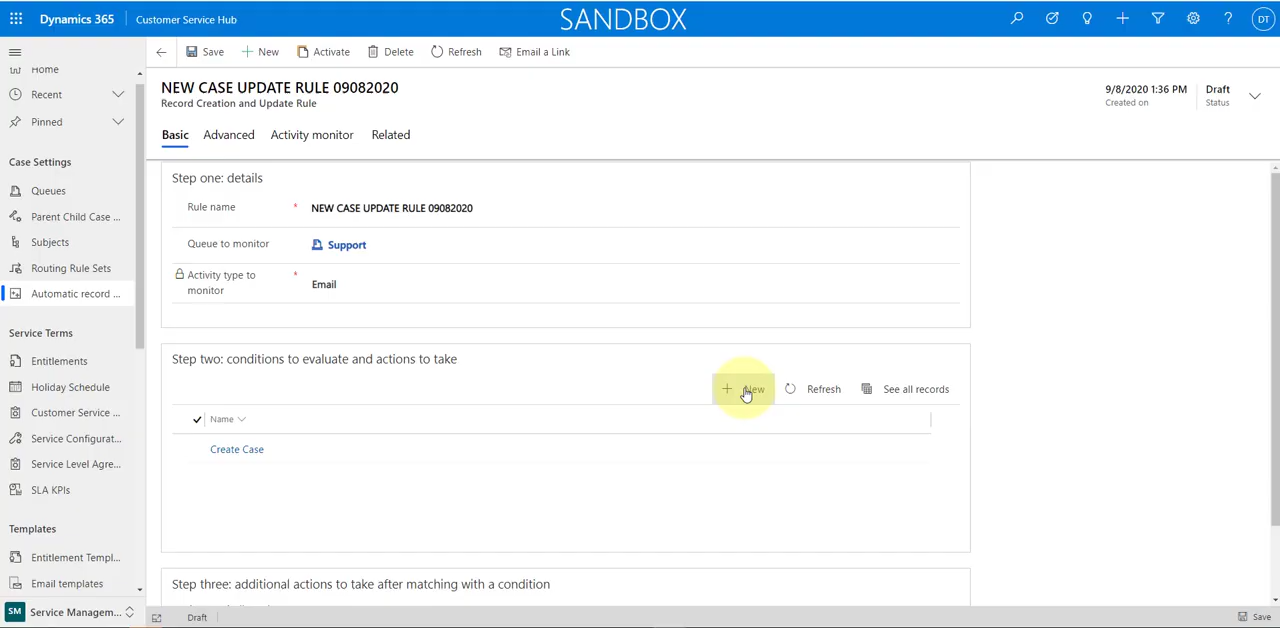 Dynamics 365
Customer Service Hub
SANDBOX
?
DT
Save
New
Activate
Delete
Refresh
Email a Link
Home
Recent
Pinned
Case Settings
Queues
Parent Child Case ...
Subjects
Routing Rule Sets
Automatic record ...
Service Terms
Entitlements
Holiday Schedule
Customer Service ...
Service Configurat...
Service Level Agre...
SLA KPIs
Templates
Entitlement Templ...
Email templates
SM Service Managem...
NEW CASE UPDATE RULE 09082020
Record Creation and Update Rule
9/8/2020 1:36 PM
Created on
Draft
Status
Basic
Advanced
Activity monitor
Related
Step one: details
Rule name * NEW CASE UPDATE RULE 09082020
Queue to monitor Support
Activity type to * Email
monitor
Step two: conditions to evaluate and actions to take
New
Refresh
See all records
Name
Create Case
Step three: additional actions to take after matching with a condition
Draft
Save